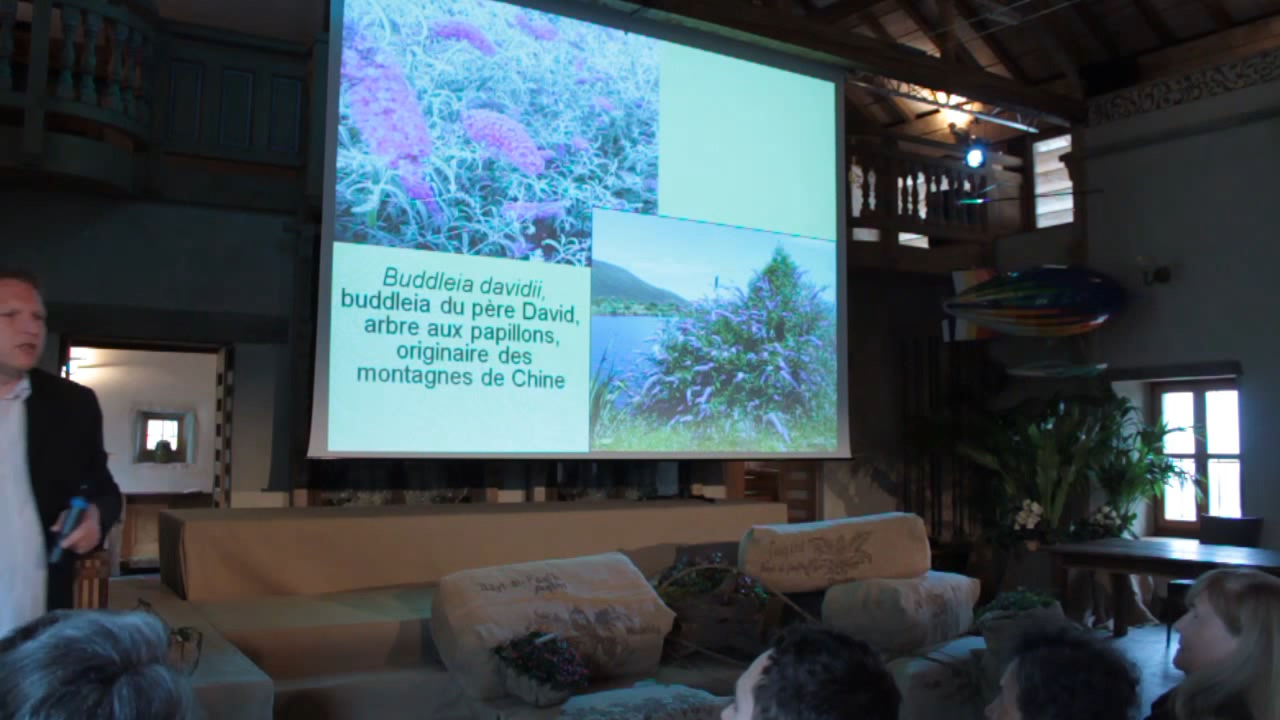 Buddleia davidii,
buddleia du père David,
arbre aux papillons,
originaire des
montagnes de Chine